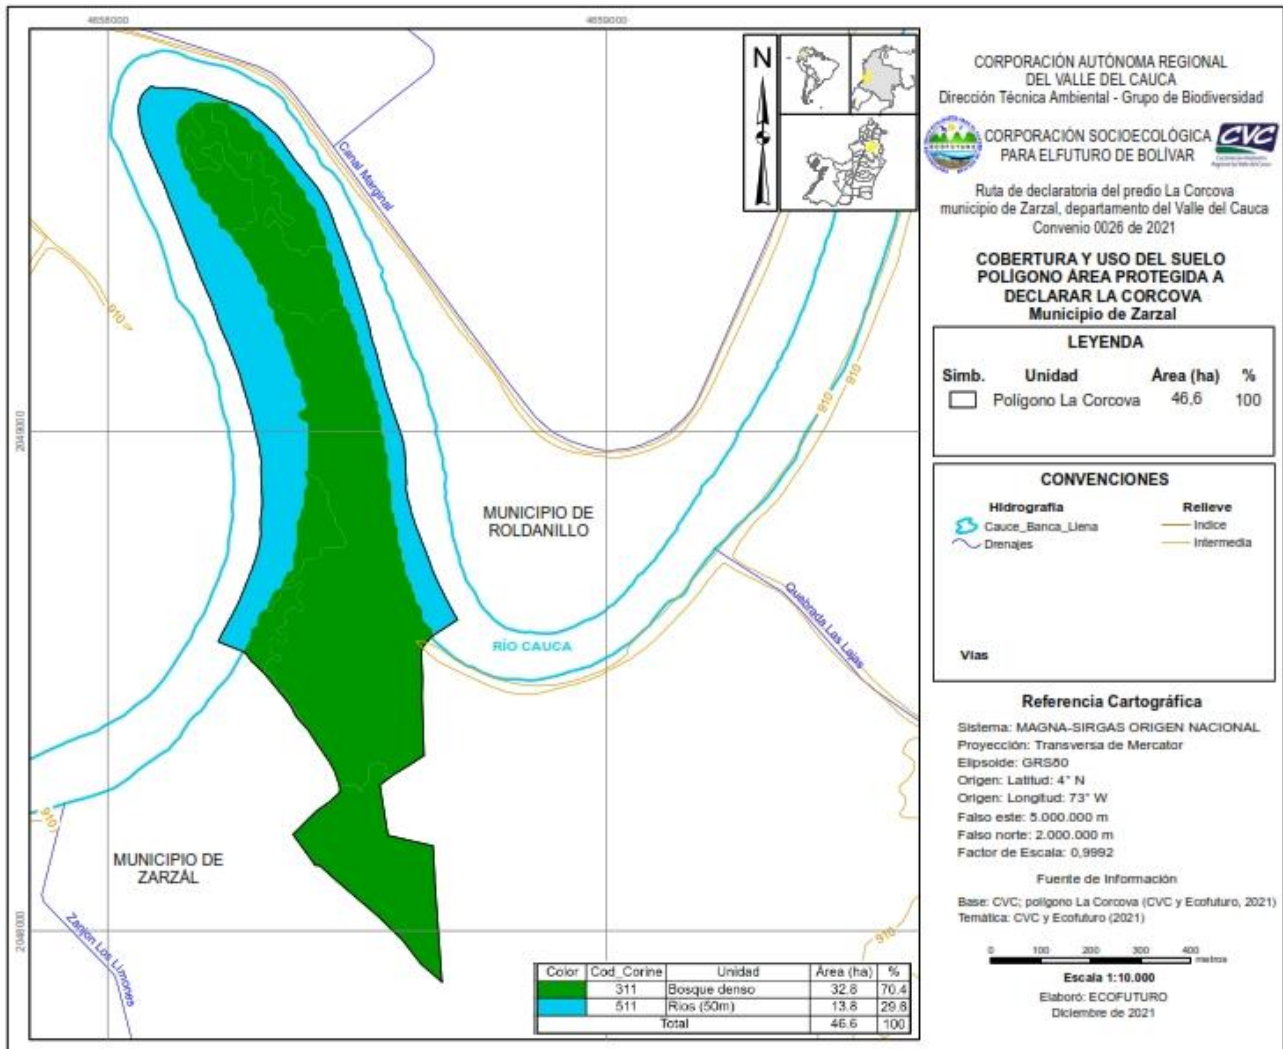 4658000
4659000
2049000
2048000
N
Canal Marginal
910
910
910
MUNICIPIO DE
ROLDANILLO
RÍO CAUCA
Quebrada Las Lajas
910
MUNICIPIO DE
ZARZÁL
Zanjon Los Limones
910
Color Cod_Corine Unidad Área (ha) %
311 Bosque denso 32.8 70.4
511 Rios (50m) 13.8 29.6
Total 46.6 100
CORPORACIÓN AUTÓNOMA REGIONAL
DEL VALLE DEL CAUCA
Dirección Técnica Ambiental - Grupo de Biodiversidad
ECOFUTURO
CORPORACIÓN SOCIOECOLÓGICA
PARA ELFUTURO DE BOLÍVAR
CVC
Ruta de declaratoria del predio La Corcova
municipio de Zarzal, departamento del Valle del Cauca
Convenio 0026 de 2021
COBERTURA Y USO DEL SUELO
POLÍGONO ÁREA PROTEGIDA A
DECLARAR LA CORCOVA
Municipio de Zarzal
LEYENDA
Simb. Unidad Área (ha) %
Polígono La Corcova 46,6 100
CONVENCIONES
Hidrografía Relieve
Cauce_Banca_Llena Indice
Drenajes Intermedia
Vías
Referencia Cartográfica
Sistema: MAGNA-SIRGAS ORIGEN NACIONAL
Proyección: Transversa de Mercator
Elipsoide: GRS80
Origen: Latitud: 4° N
Origen: Longitud: 73° W
Falso este: 5.000.000 m
Falso norte: 2.000.000 m
Factor de Escala: 0,9992
Fuente de Información
Base: CVC; polígono La Corcova (CVC y Ecofuturo, 2021)
Temática: CVC y Ecofuturo (2021)
0 100 200 300 400
metros
Escala 1:10.000
Elaboró: ECOFUTURO
Diciembre de 2021